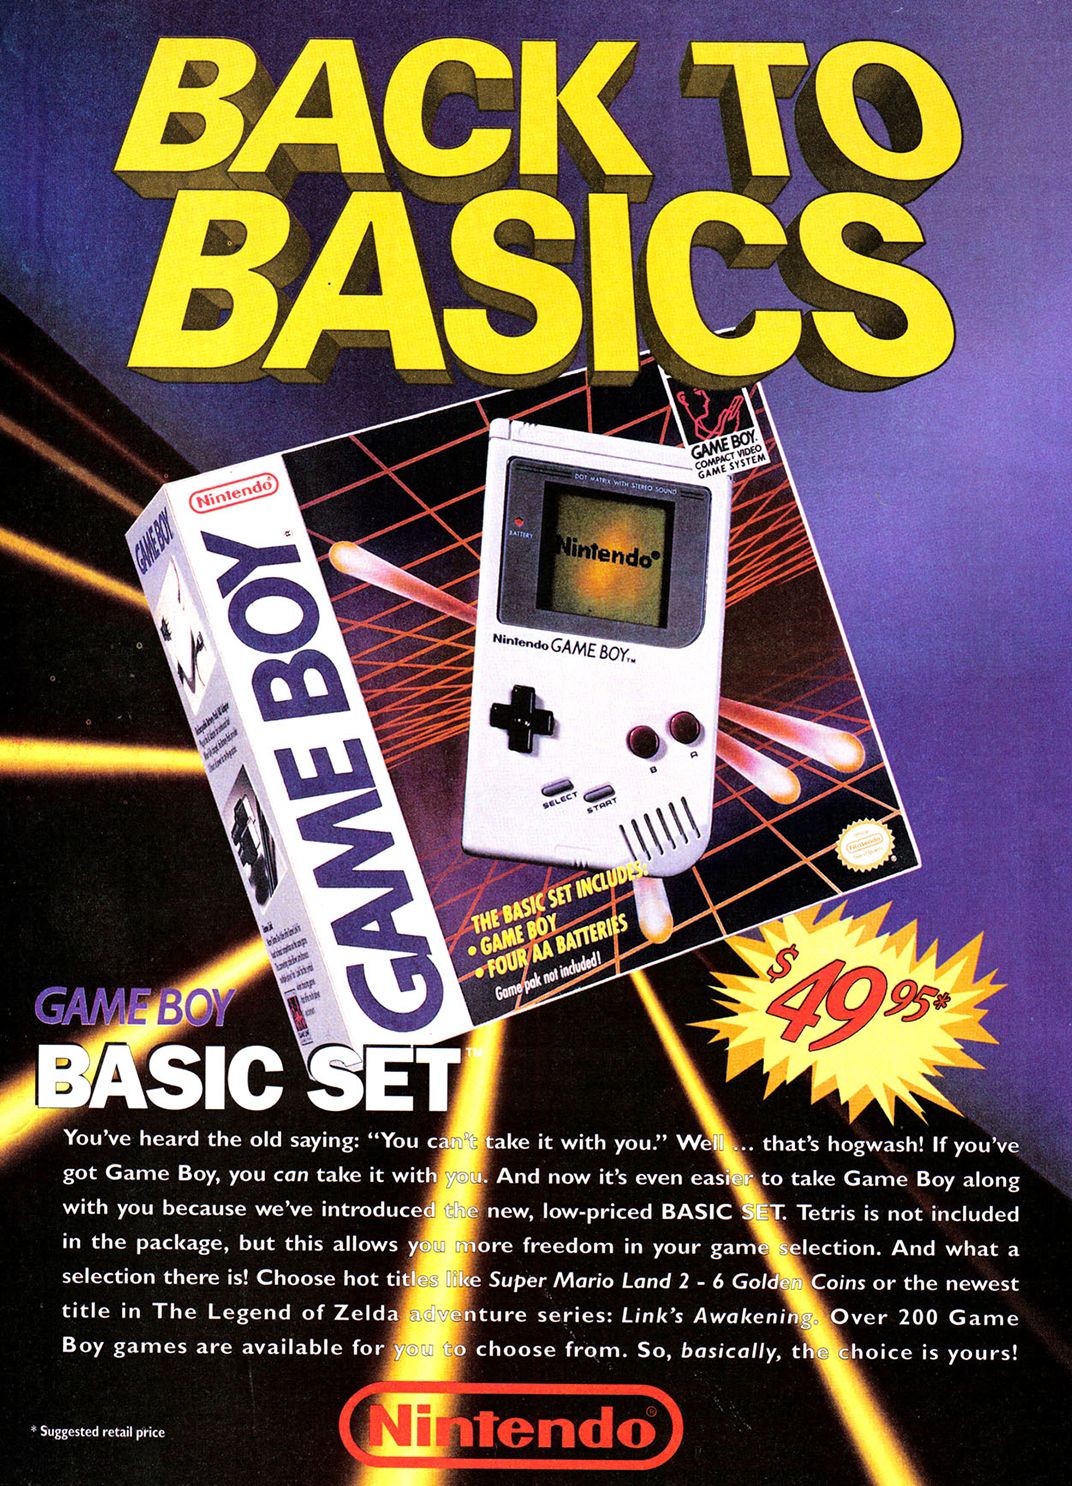 BACK TO
BASICS
GAME BOY
COMPACT VIDEO
GAME SYSTEM
Nintendo®
GAME BOY®
GAME BOY
DOT MATRIX WITH STEREO SOUND
BATTERY
Nintendo®
Nintendo GAME BOY™
B
A
SELECT
START
Nintendo
THE BASIC SET INCLUDES:
• GAME BOY
• FOUR AA BATTERIES
Game pak not included!
$49.95*
GAME BOY
BASIC SET™
You've heard the old saying: “You can't take it with you.” Well ... that's hogwash! If you've
got Game Boy, you can take it with you. And now it's even easier to take Game Boy along
with you because we've introduced the new, low-priced BASIC SET. Tetris is not included
in the package, but this allows you more freedom in your game selection. And what a
selection there is! Choose hot titles like Super Mario Land 2 - 6 Golden Coins or the newest
title in The Legend of Zelda adventure series: Link's Awakening. Over 200 Game
Boy games are available for you to choose from. So, basically, the choice is yours!
* Suggested retail price
Nintendo®